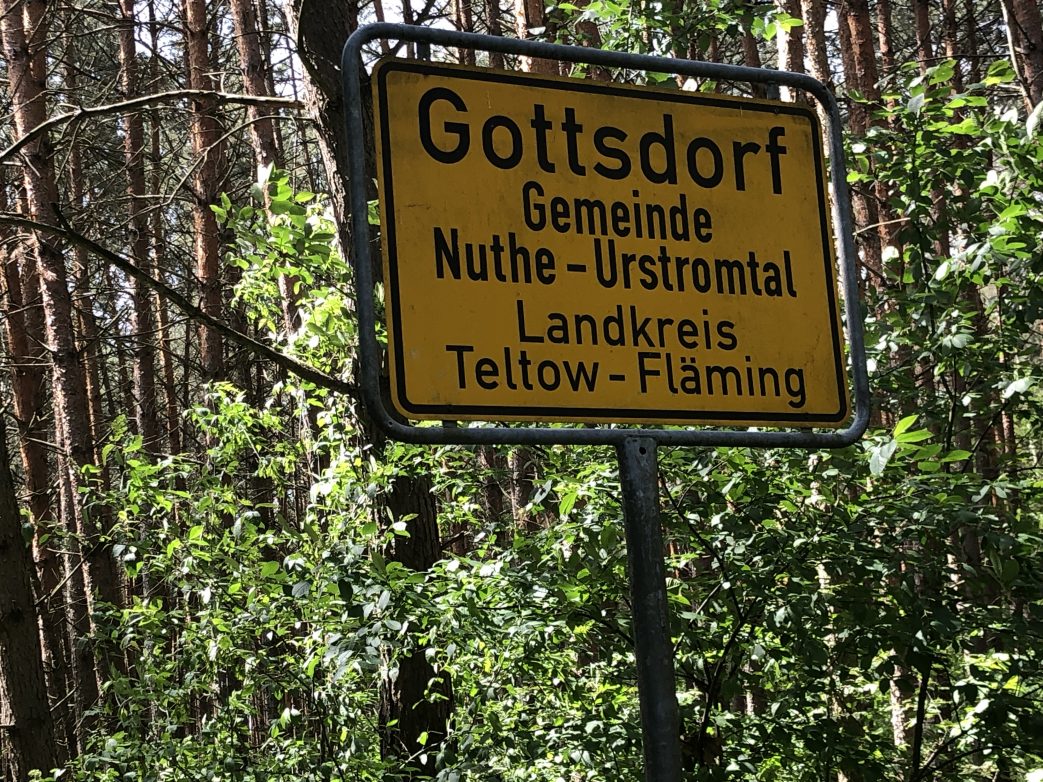 Gottsdorf
Gemeinde
Nuthe-Urstromtal
Landkreis
Teltow-Fläming